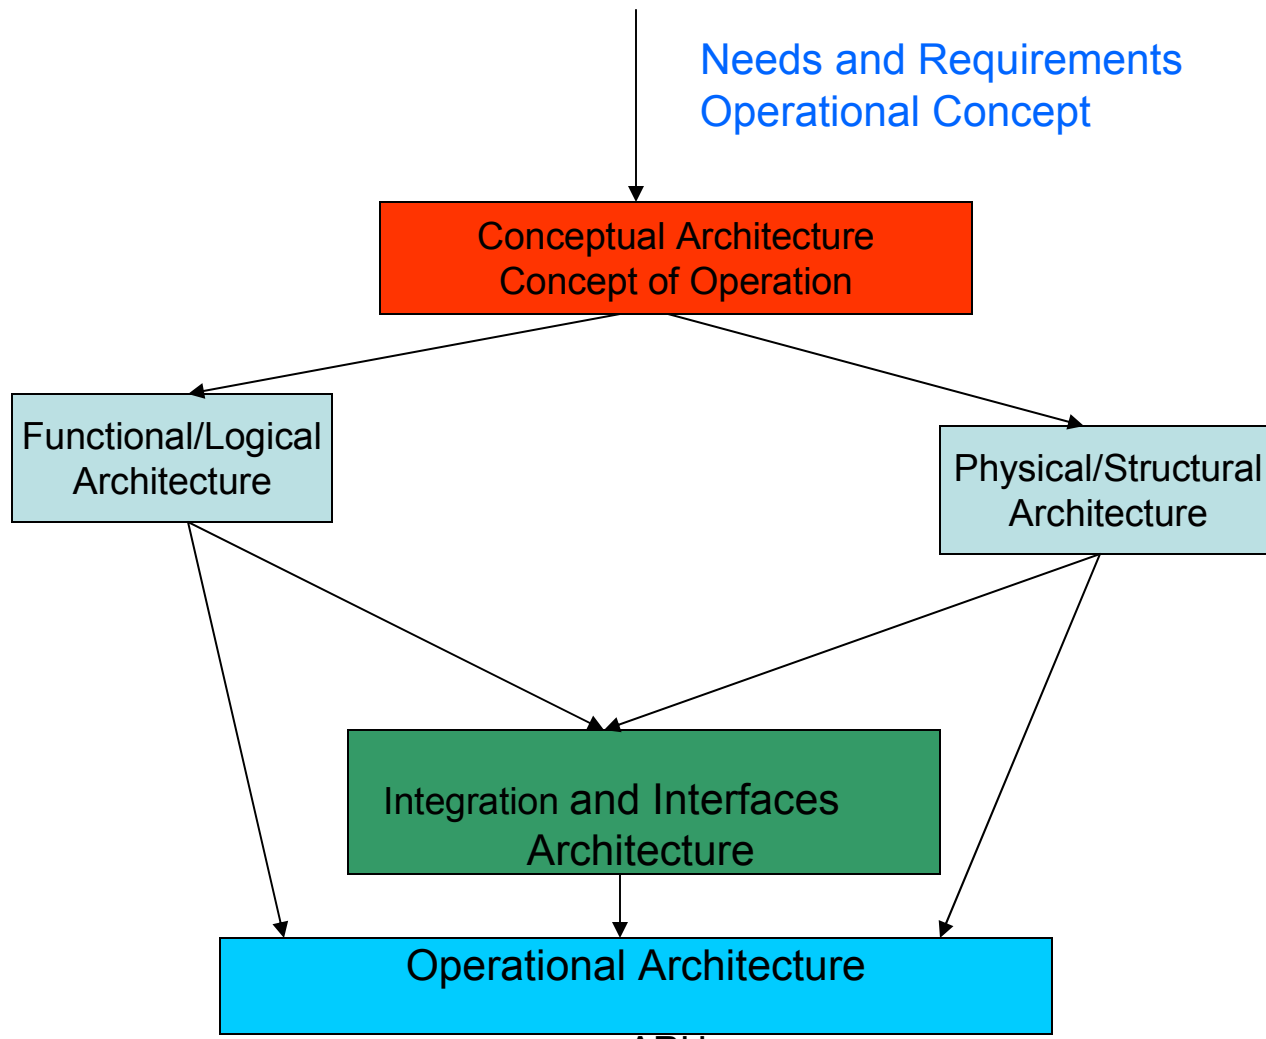 Needs and Requirements
Operational Concept
Conceptual Architecture
Concept of Operation
Functional/Logical
Architecture
Physical/Structural
Architecture
Integration and Interfaces
Architecture
Operational Architecture